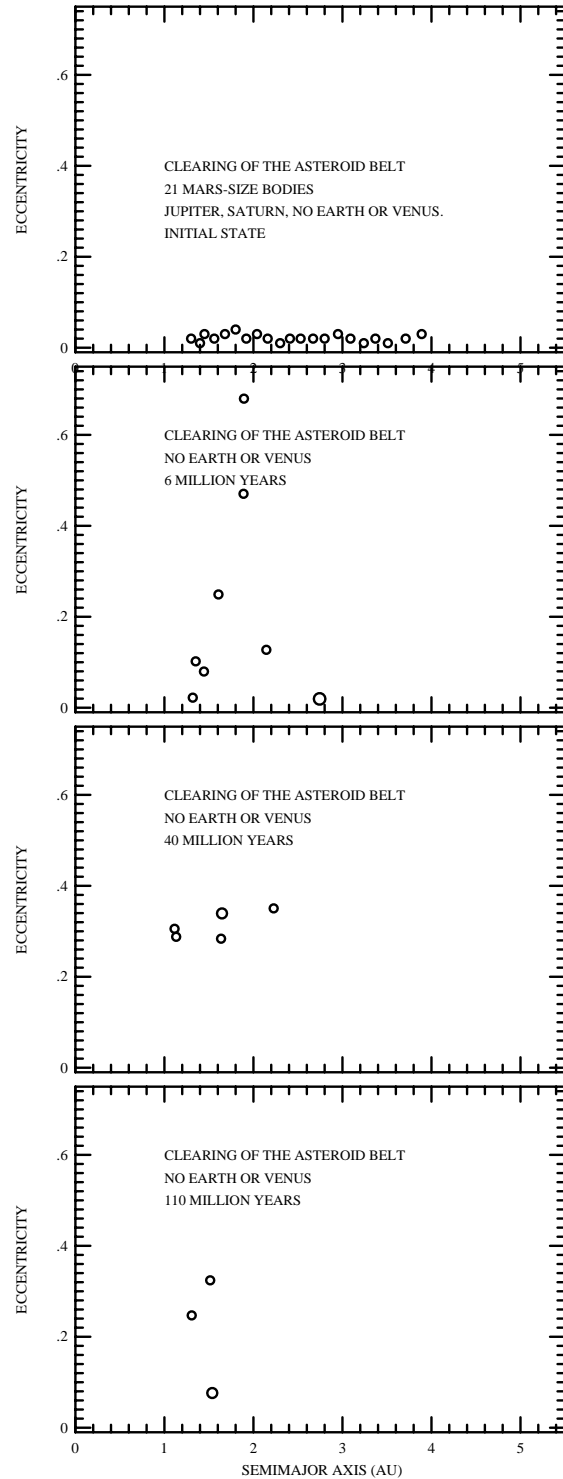 .6
.4
.2
0
ECCENTRICITY
CLEARING OF THE ASTEROID BELT
21 MARS-SIZE BODIES
JUPITER, SATURN, NO EARTH OR VENUS.
INITIAL STATE
0 1 2 3 4 5
.6
.4
.2
0
ECCENTRICITY
CLEARING OF THE ASTEROID BELT
NO EARTH OR VENUS
6 MILLION YEARS
.6
.4
.2
0
ECCENTRICITY
CLEARING OF THE ASTEROID BELT
NO EARTH OR VENUS
40 MILLION YEARS
.6
.4
.2
0
ECCENTRICITY
CLEARING OF THE ASTEROID BELT
NO EARTH OR VENUS
110 MILLION YEARS
0 1 2 3 4 5
SEMIMAJOR AXIS (AU)